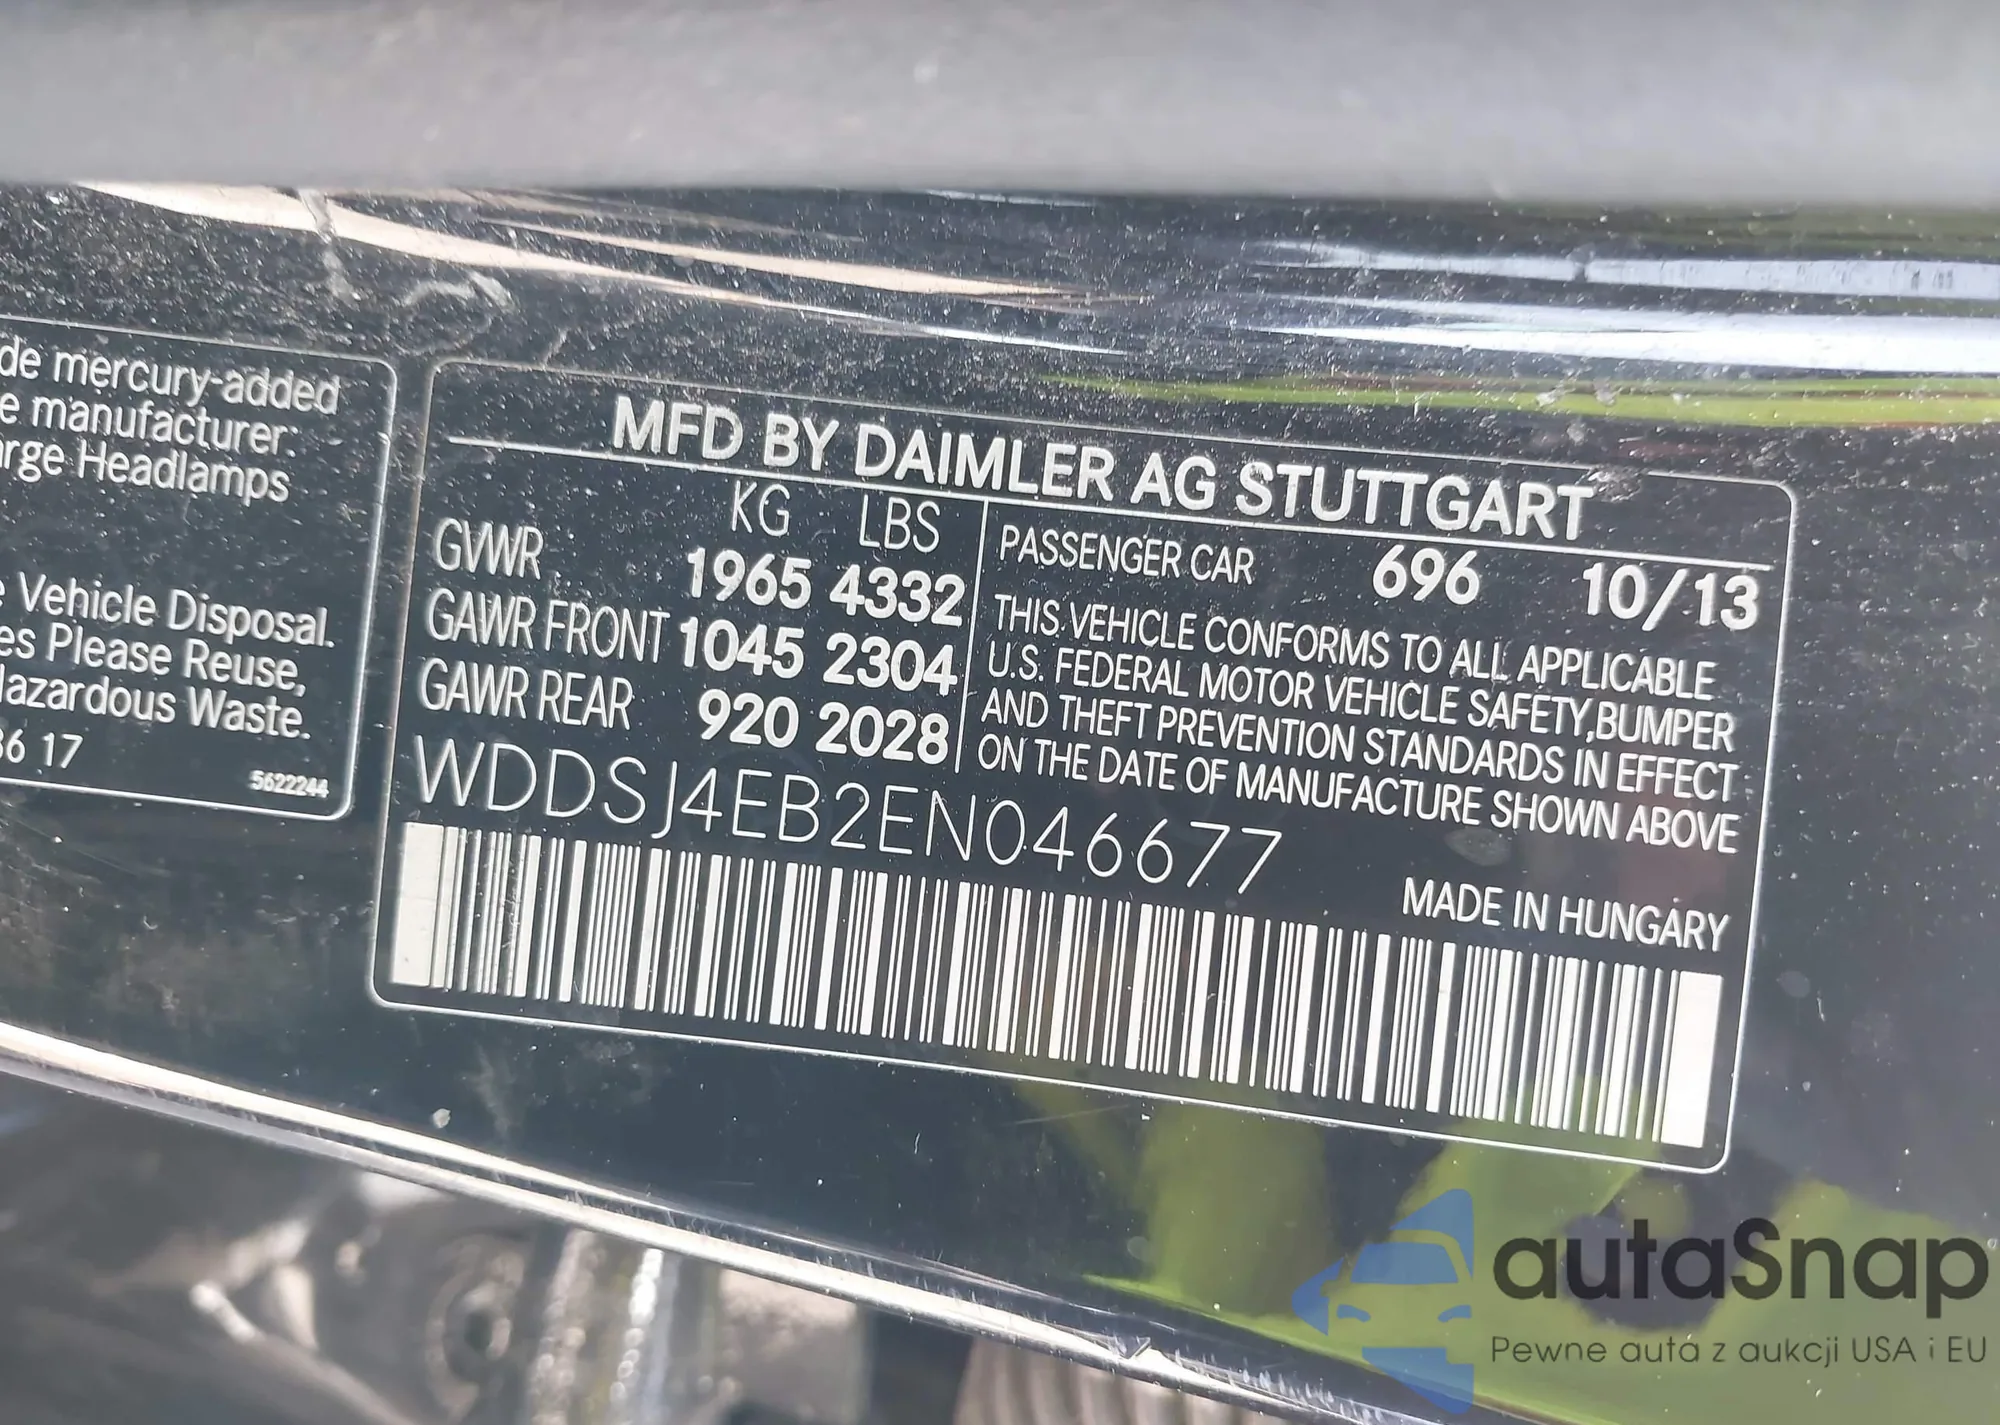 de mercury-added
e manufacturer:
arge Headlamps
Vehicle Disposal.
es Please Reuse,
Hazardous Waste.
36 17
5622244
MFD BY DAIMLER AG STUTTGART
KG LBS
GVWR 1965 4332
GAWR FRONT 1045 2304
GAWR REAR 920 2028
PASSENGER CAR 696 10/13
THIS VEHICLE CONFORMS TO ALL APPLICABLE
U.S. FEDERAL MOTOR VEHICLE SAFETY,BUMPER
AND THEFT PREVENTION STANDARDS IN EFFECT
ON THE DATE OF MANUFACTURE SHOWN ABOVE
WDDSJ4EB2EN046677
MADE IN HUNGARY
autaSnap
Pewne auta z aukcji USA i EU